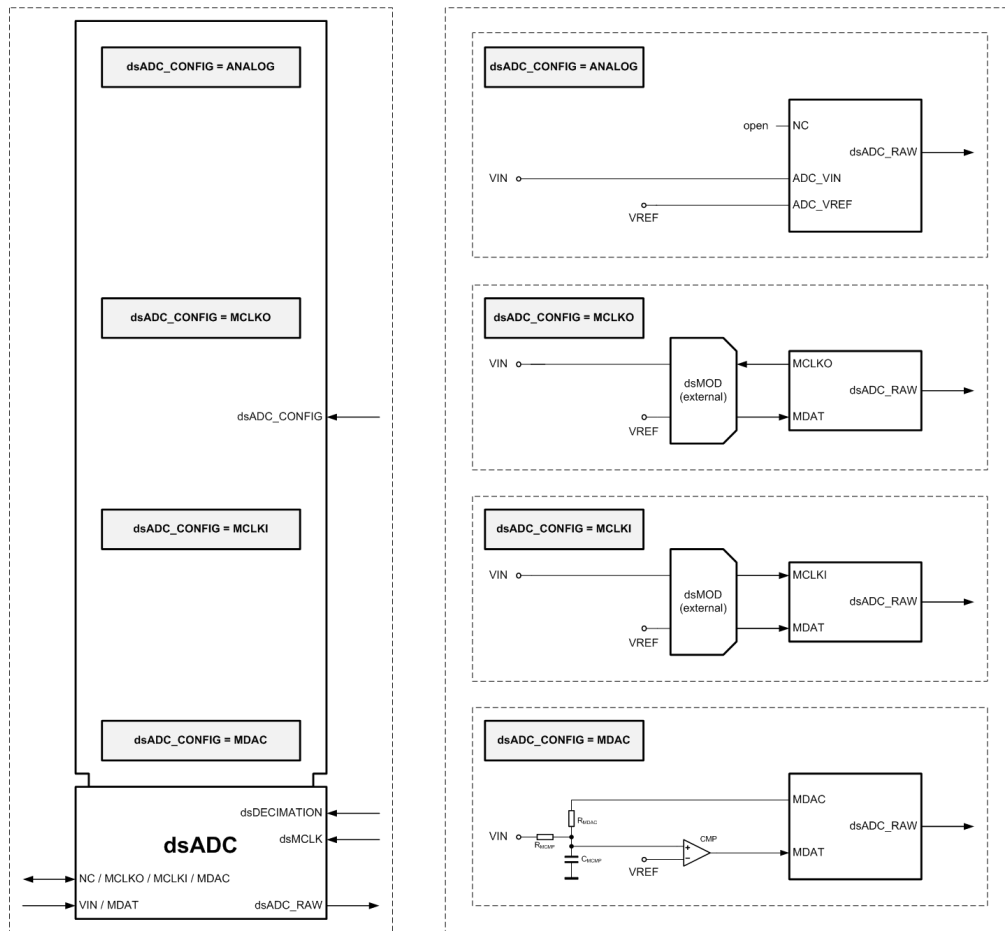 dsADC_CONFIG = ANALOG
dsADC_CONFIG = MCLKO
dsADC_CONFIG
dsADC_CONFIG = MCLKI
dsADC_CONFIG = MDAC
dsDECIMATION
dsADC
dsMCLK
NC / MCLKO / MCLKI / MDAC
VIN / MDAT
dsADC_RAW
dsADC_CONFIG = ANALOG
open
NC
dsADC_RAW
VIN
ADC_VIN
ADC_VREF
VREF
dsADC_CONFIG = MCLKO
VIN
dsMOD
(external)
MCLKO
dsADC_RAW
MDAT
VREF
dsADC_CONFIG = MCLKI
VIN
dsMOD
(external)
MCLKI
dsADC_RAW
MDAT
VREF
dsADC_CONFIG = MDAC
MDAC
RMDAC
dsADC_RAW
VIN
RMCMP
CMP
+
−
MDAT
CMCMP
VREF